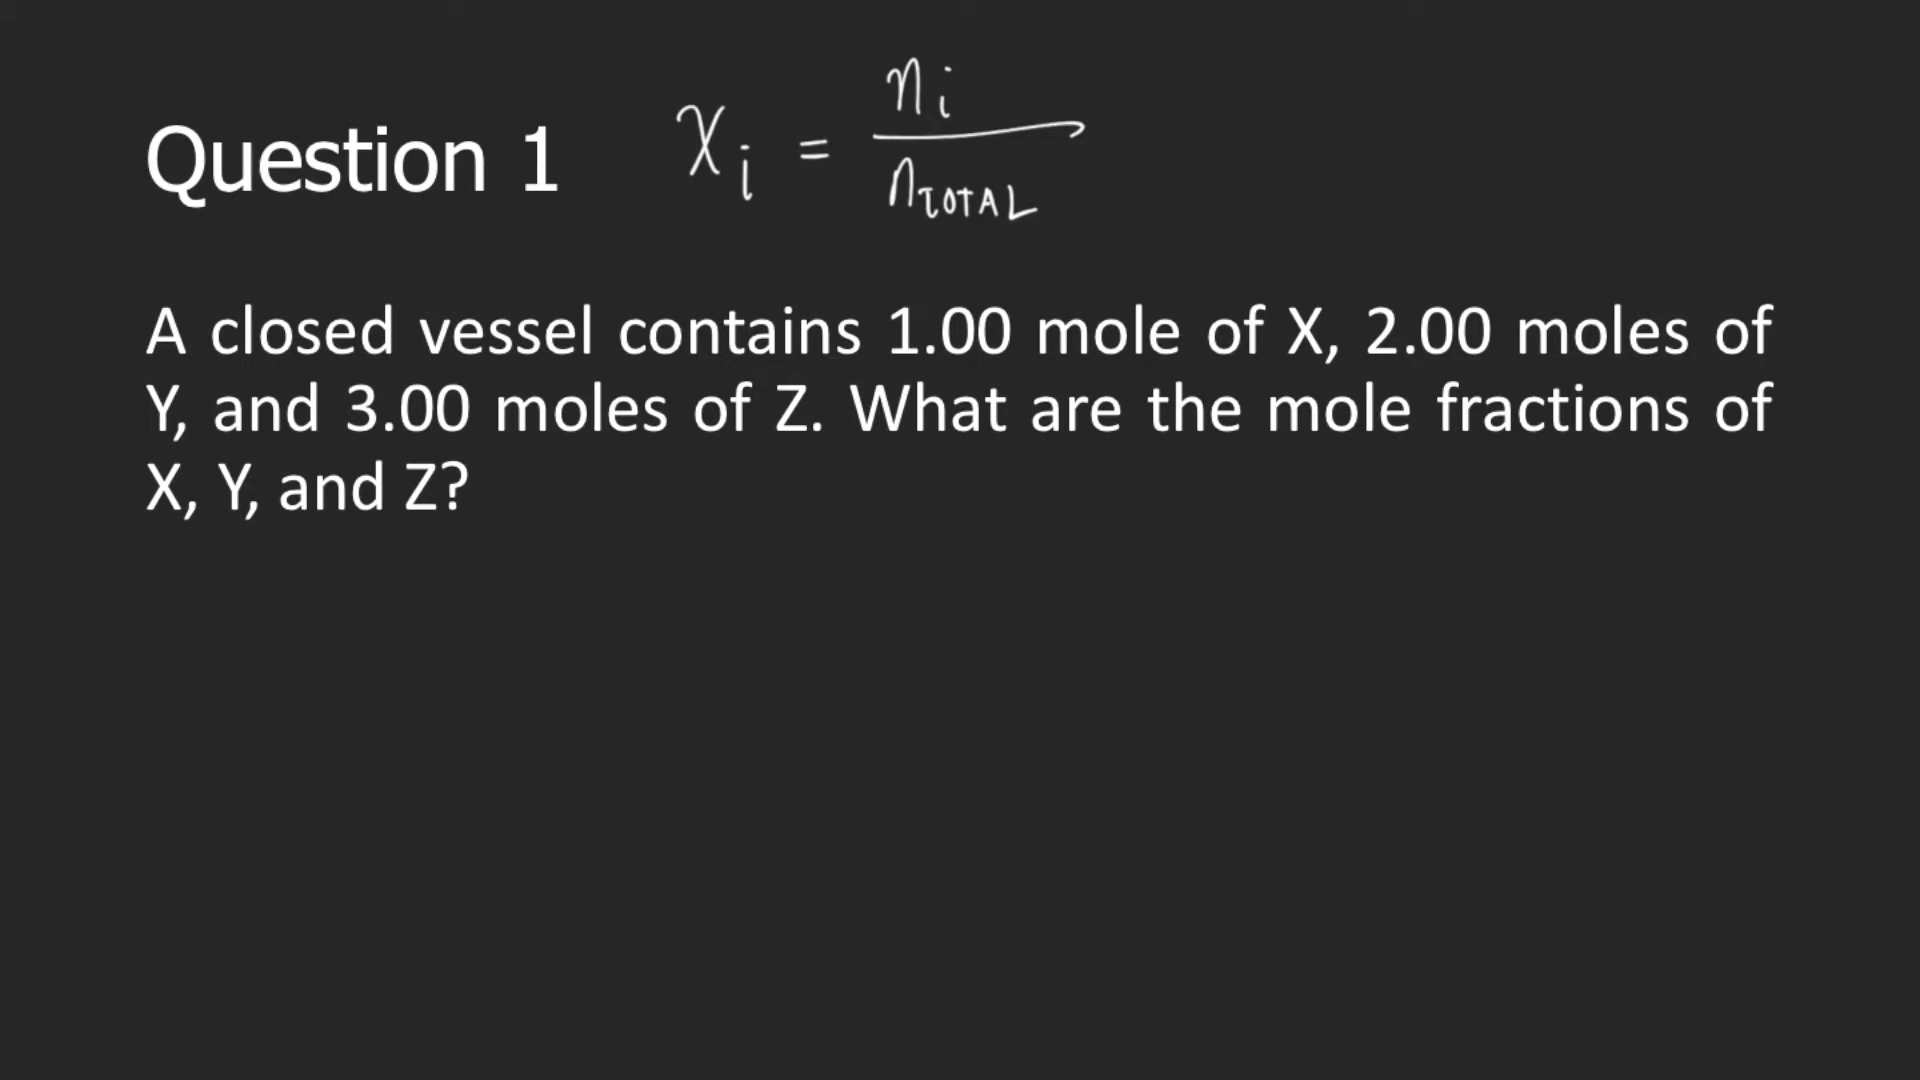 Question 1
χᵢ = nᵢ / nTOTAL
A closed vessel contains 1.00 mole of X, 2.00 moles of
Y, and 3.00 moles of Z. What are the mole fractions of
X, Y, and Z?